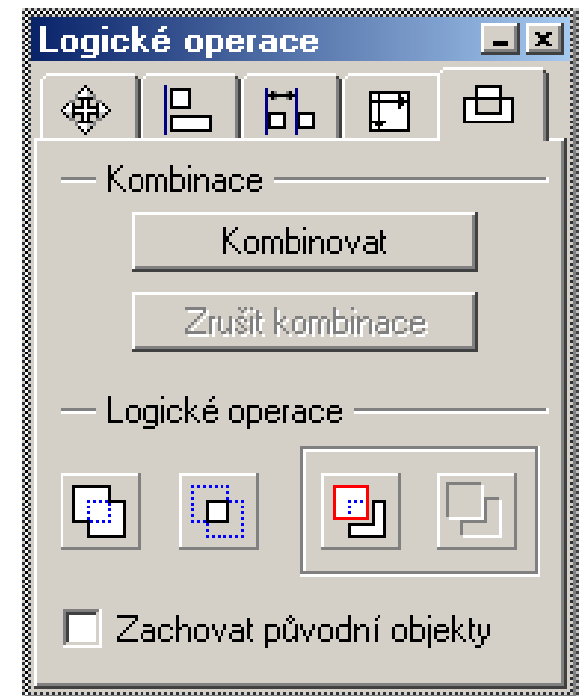 Logické operace
Kombinace
Kombinovat
Zrušit kombinace
Logické operace
Zachovat původní objekty